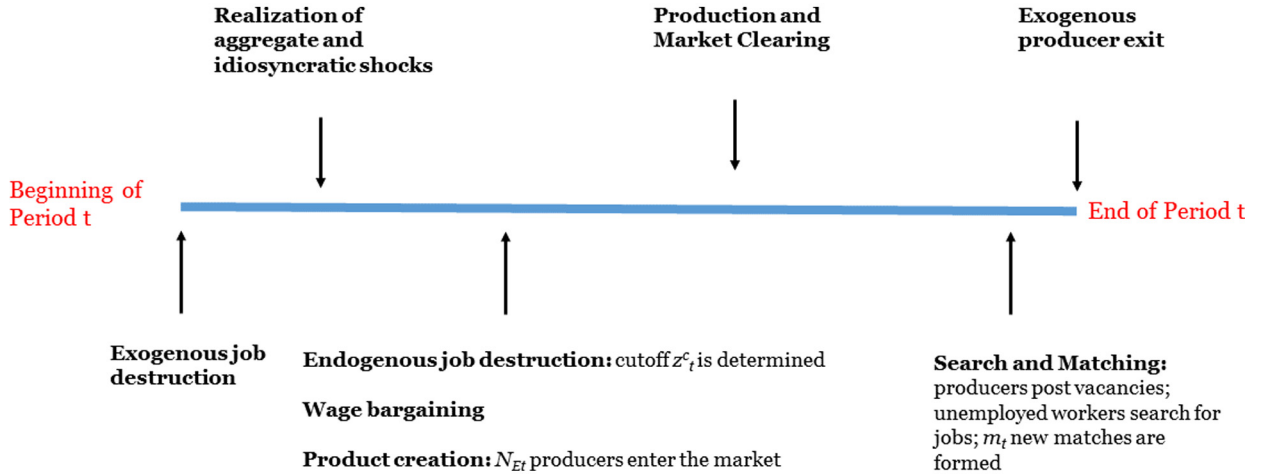 Realization of
aggregate and
idiosyncratic shocks
Production and
Market Clearing
Exogenous
producer exit
Beginning of
Period t
End of Period t
Exogenous job
destruction
Endogenous job destruction: cutoff zᶜₜ is determined
Wage bargaining
Product creation: N_Et producers enter the market
Search and Matching:
producers post vacancies;
unemployed workers search for
jobs; mₜ new matches are
formed